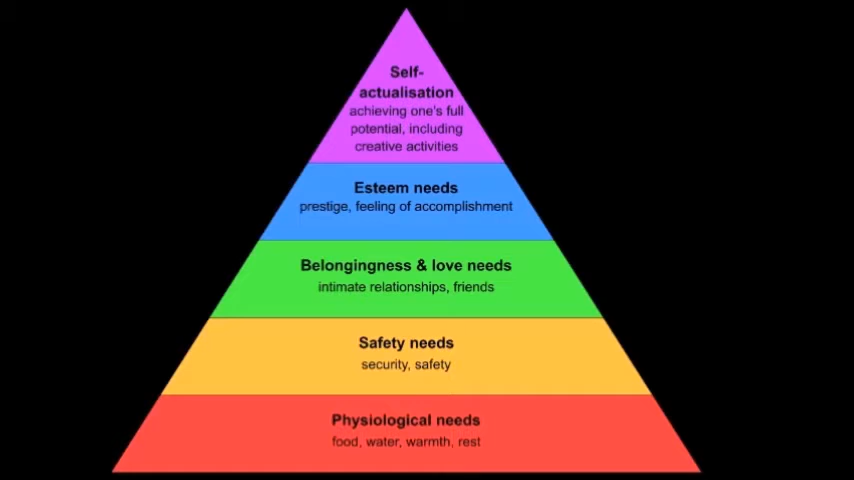 Self-
actualisation
achieving one's full
potential, including
creative activities
Esteem needs
prestige, feeling of accomplishment
Belongingness & love needs
intimate relationships, friends
Safety needs
security, safety
Physiological needs
food, water, warmth, rest